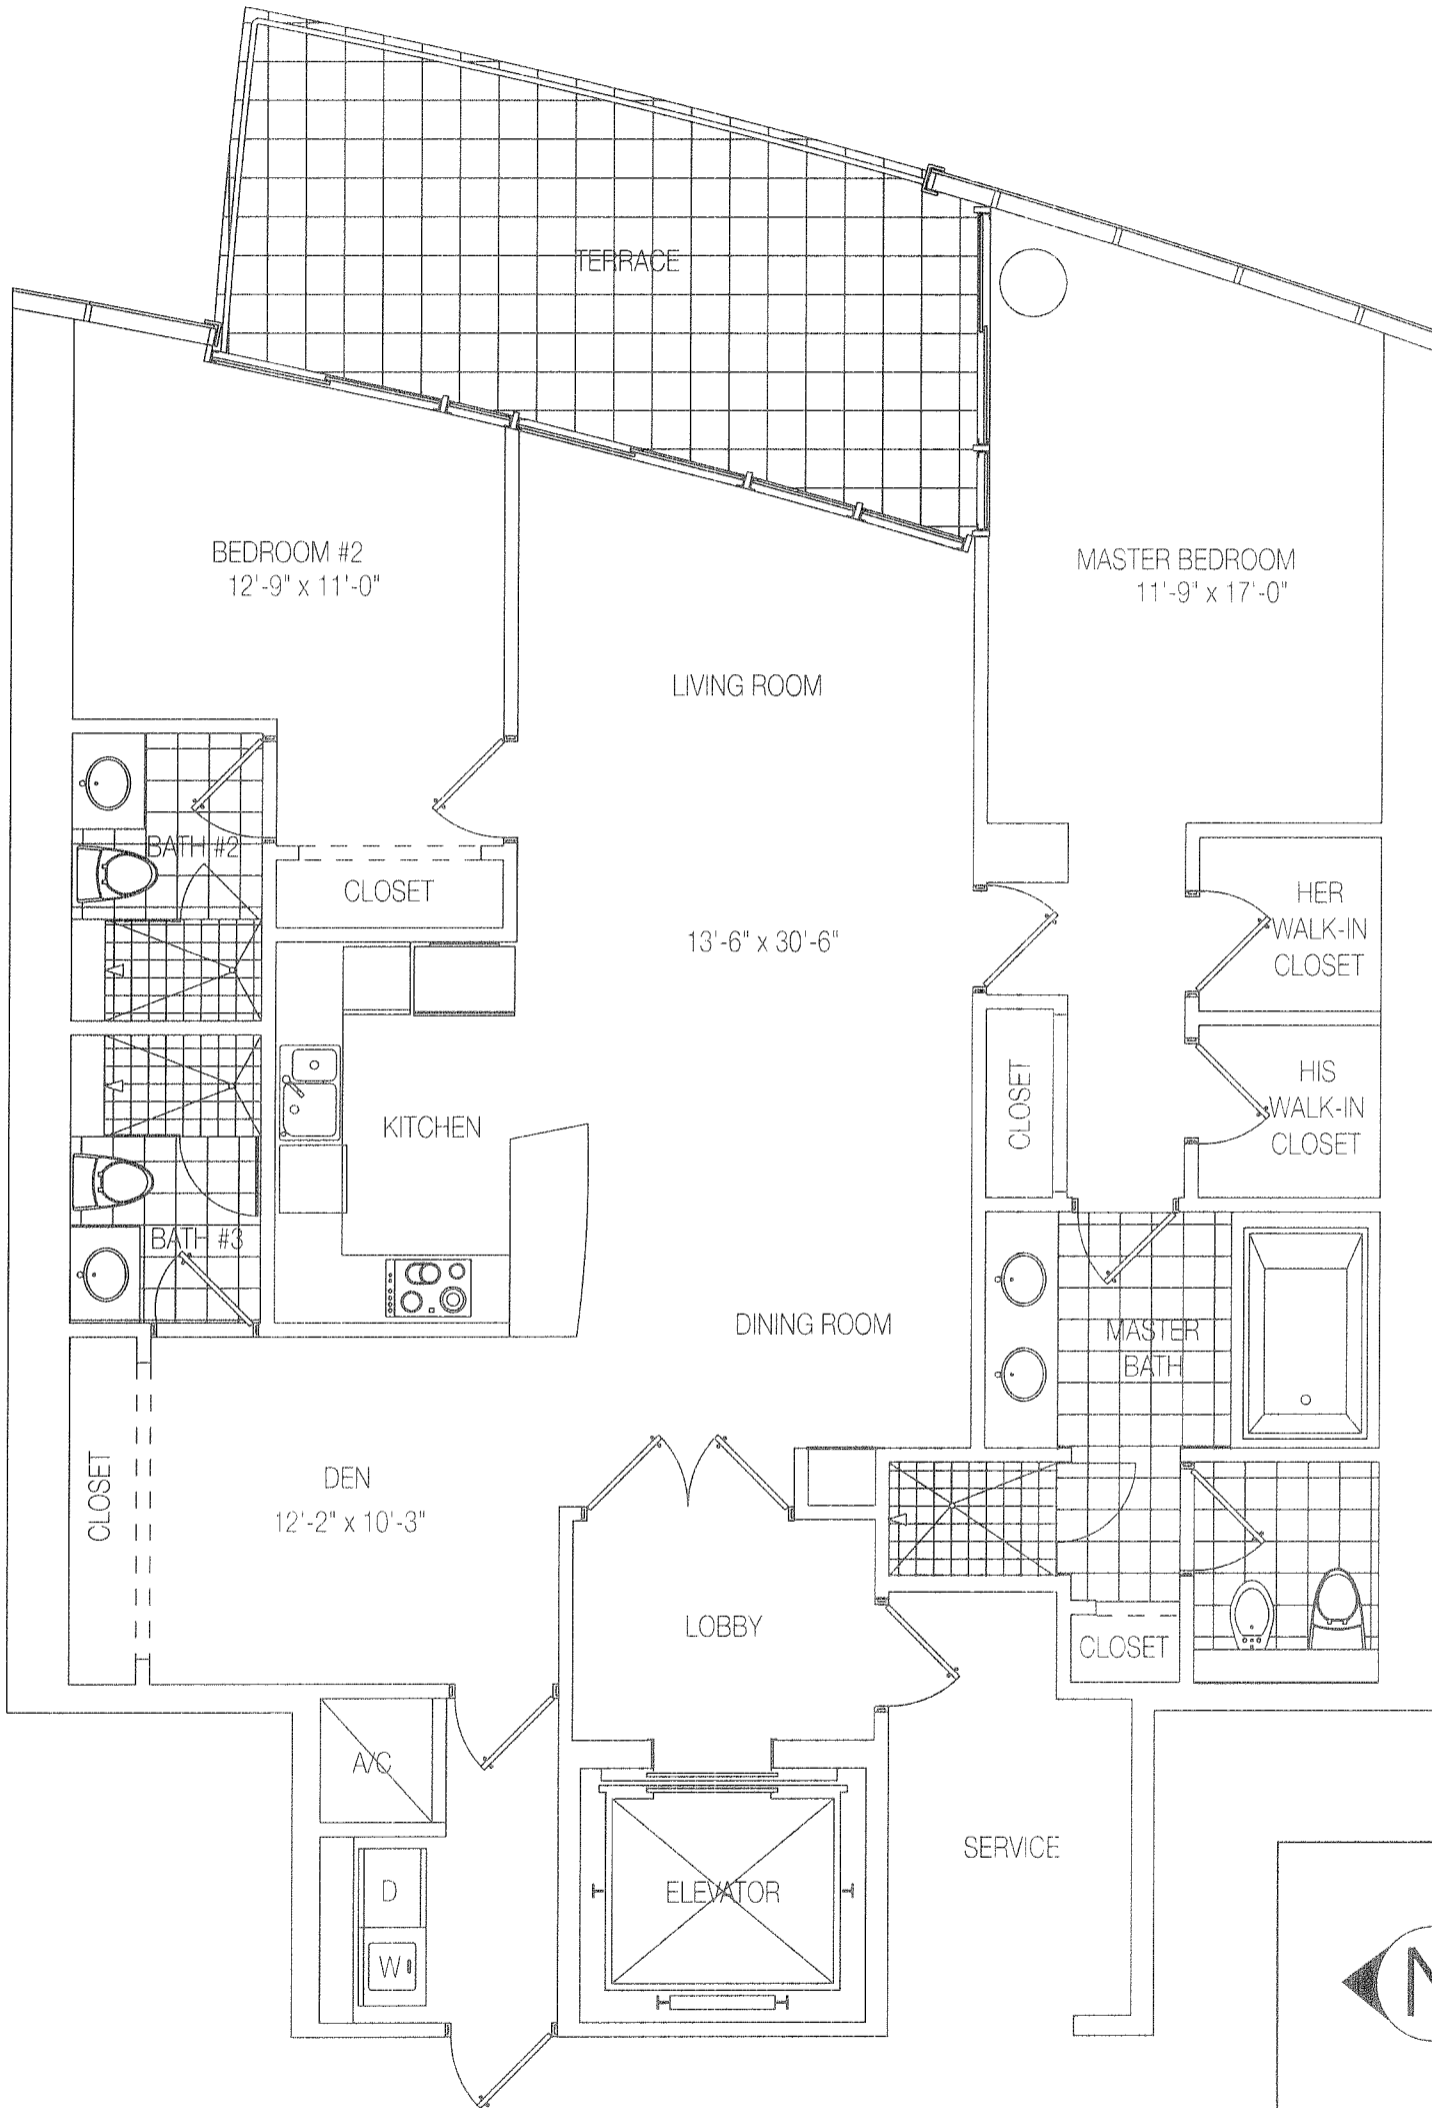 TERRACE
BEDROOM #2
12'-9" x 11'-0"
MASTER BEDROOM
11'-9" x 17'-0"
LIVING ROOM
BATH #2
CLOSET
HER
WALK-IN
CLOSET
13'-6" x 30'-6"
CLOSET
HIS
WALK-IN
CLOSET
KITCHEN
BATH #3
DINING ROOM
MASTER
BATH
CLOSET
DEN
12'-2" x 10'-3"
LOBBY
CLOSET
A/C
SERVICE
D
ELEVATOR
W
N